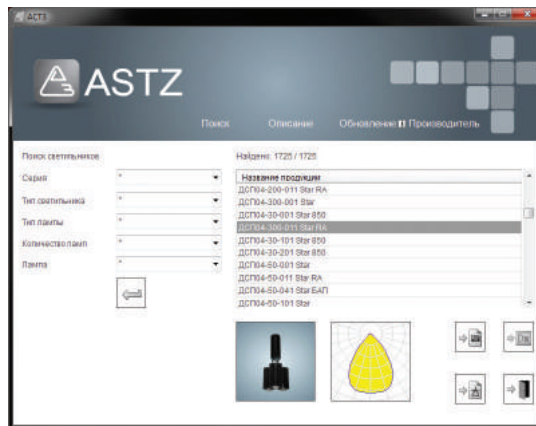 АСТЗ
ASTZ
Поиск Описание Обновление Производитель
Поиск светильников
Найдено: 1725 / 1725
Серия *
Тип светильника *
Тип лампы *
Количество ламп *
Лампа *
Название продукции
ДСП04-200-011 Star RA
ДСП04-300-001 Star
ДСП04-30-001 Star 850
ДСП04-300-011 Star RA
ДСП04-30-101 Star 850
ДСП04-30-201 Star 850
ДСП04-50-001 Star
ДСП04-50-011 Star RA
ДСП04-50-041 Star БАП
ДСП04-50-101 Star